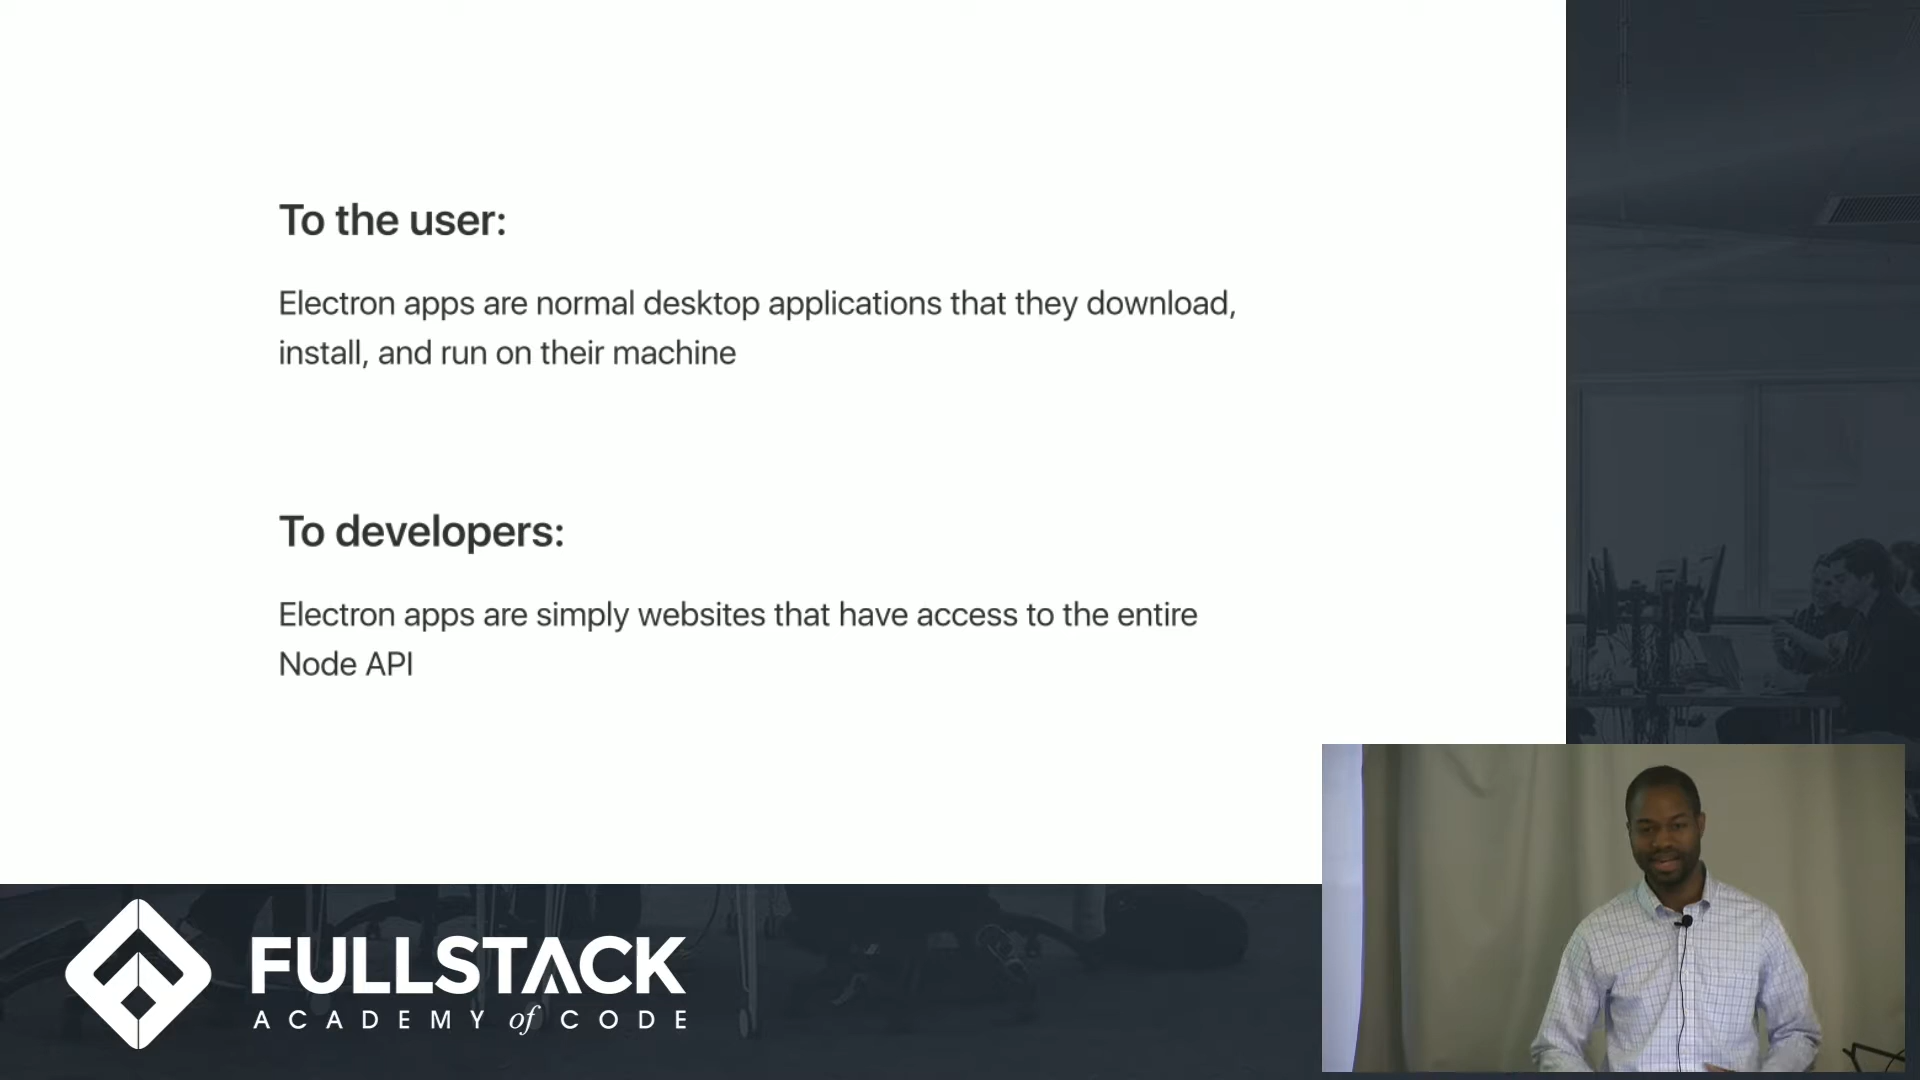 To the user:
Electron apps are normal desktop applications that they download,
install, and run on their machine
To developers:
Electron apps are simply websites that have access to the entire
Node API
FULLSTACK
ACADEMY of CODE